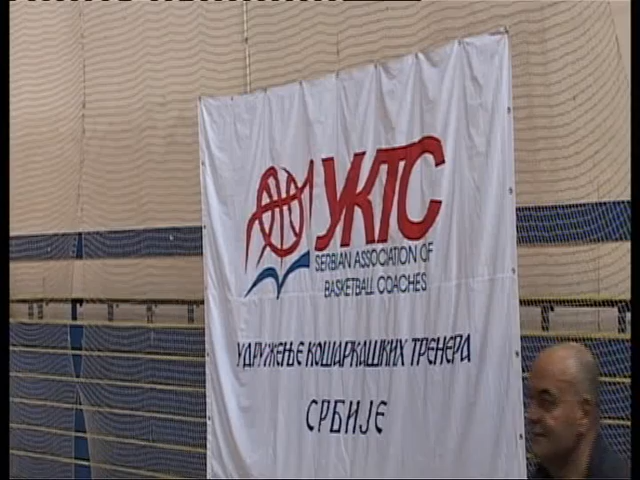 УКТС
SERBIAN ASSOCIATION OF
BASKETBALL COACHES
УДРУЖЕЊЕ КОШАРКАШКИХ ТРЕНЕРА
СРБИЈЕ